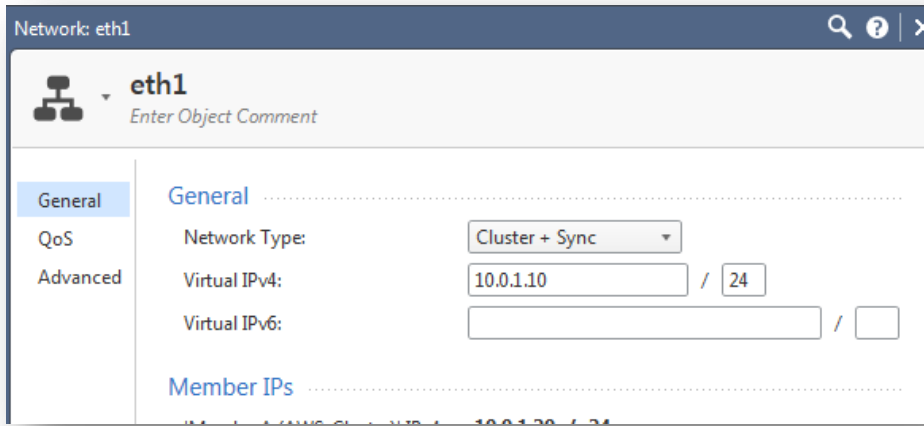 Network: eth1
eth1
Enter Object Comment
General
QoS
Advanced
General
Network Type: Cluster + Sync
Virtual IPv4: 10.0.1.10 / 24
Virtual IPv6: /
Member IPs